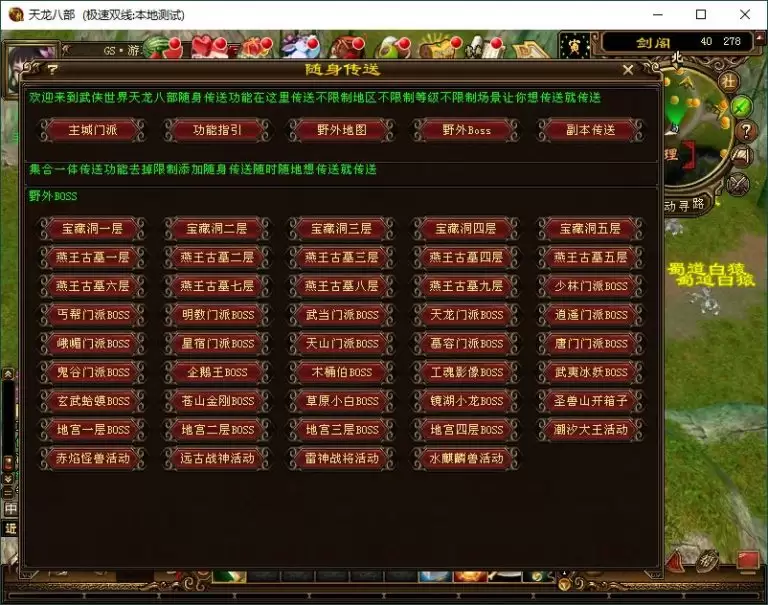 天龙八部 (极速双线:本地测试)
GS·游
寅
剑阁 40 278
北
随身传送
欢迎来到武侠世界天龙八部随身传送功能在这里传送不限制地区不限制等级不限制场景让你想传送就传送
主城门派 功能指引 野外地图 野外Boss 副本传送
集合一体传送功能去掉限制添加随身传送随时随地想传送就传送
野外BOSS
宝藏洞一层 宝藏洞二层 宝藏洞三层 宝藏洞四层 宝藏洞五层
燕王古墓一层 燕王古墓二层 燕王古墓三层 燕王古墓四层 燕王古墓五层
燕王古墓六层 燕王古墓七层 燕王古墓八层 燕王古墓九层 少林门派BOSS
丐帮门派BOSS 明教门派BOSS 武当门派BOSS 天龙门派BOSS 逍遥门派BOSS
峨嵋门派BOSS 星宿门派BOSS 天山门派BOSS 慕容门派BOSS 唐门门派BOSS
鬼谷门派BOSS 企鹅王BOSS 木桶伯BOSS 工魂影像BOSS 武夷冰妖BOSS
玄武蛤蟆BOSS 苍山金刚BOSS 草原小白BOSS 镜湖小龙BOSS 圣兽山开箱子
地宫一层BOSS 地宫二层BOSS 地宫三层BOSS 地宫四层BOSS 潮汐大王活动
赤焰怪兽活动 远古战神活动 雷神战将活动 水麒麟兽活动
理
动寻路
蜀道白猿
蜀道白猿
近